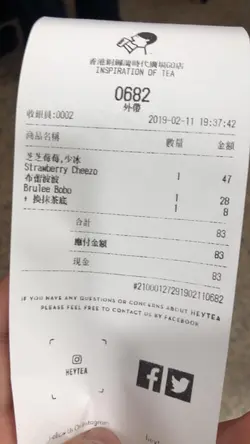 香港銅鑼灣時代廣場GO店
INSPIRATION OF TEA
0682
外帶
收銀員:0002 2019-02-11 19:37:42
商品名稱 數量 金額
芝芝莓莓,少冰
Strawberry Cheezo 1 47
布蕾波波
Brulee Bobo 1 28
+ 換抹茶底 1 8
合計 83
應付金額 83
現金 83
#21000127291902110682
IF YOU HAVE ANY QUESTIONS OR CONCERNS ABOUT HEYTEA
PLEASE FEEL FREE TO CONTACT US BY FACEBOOK
HEYTEA